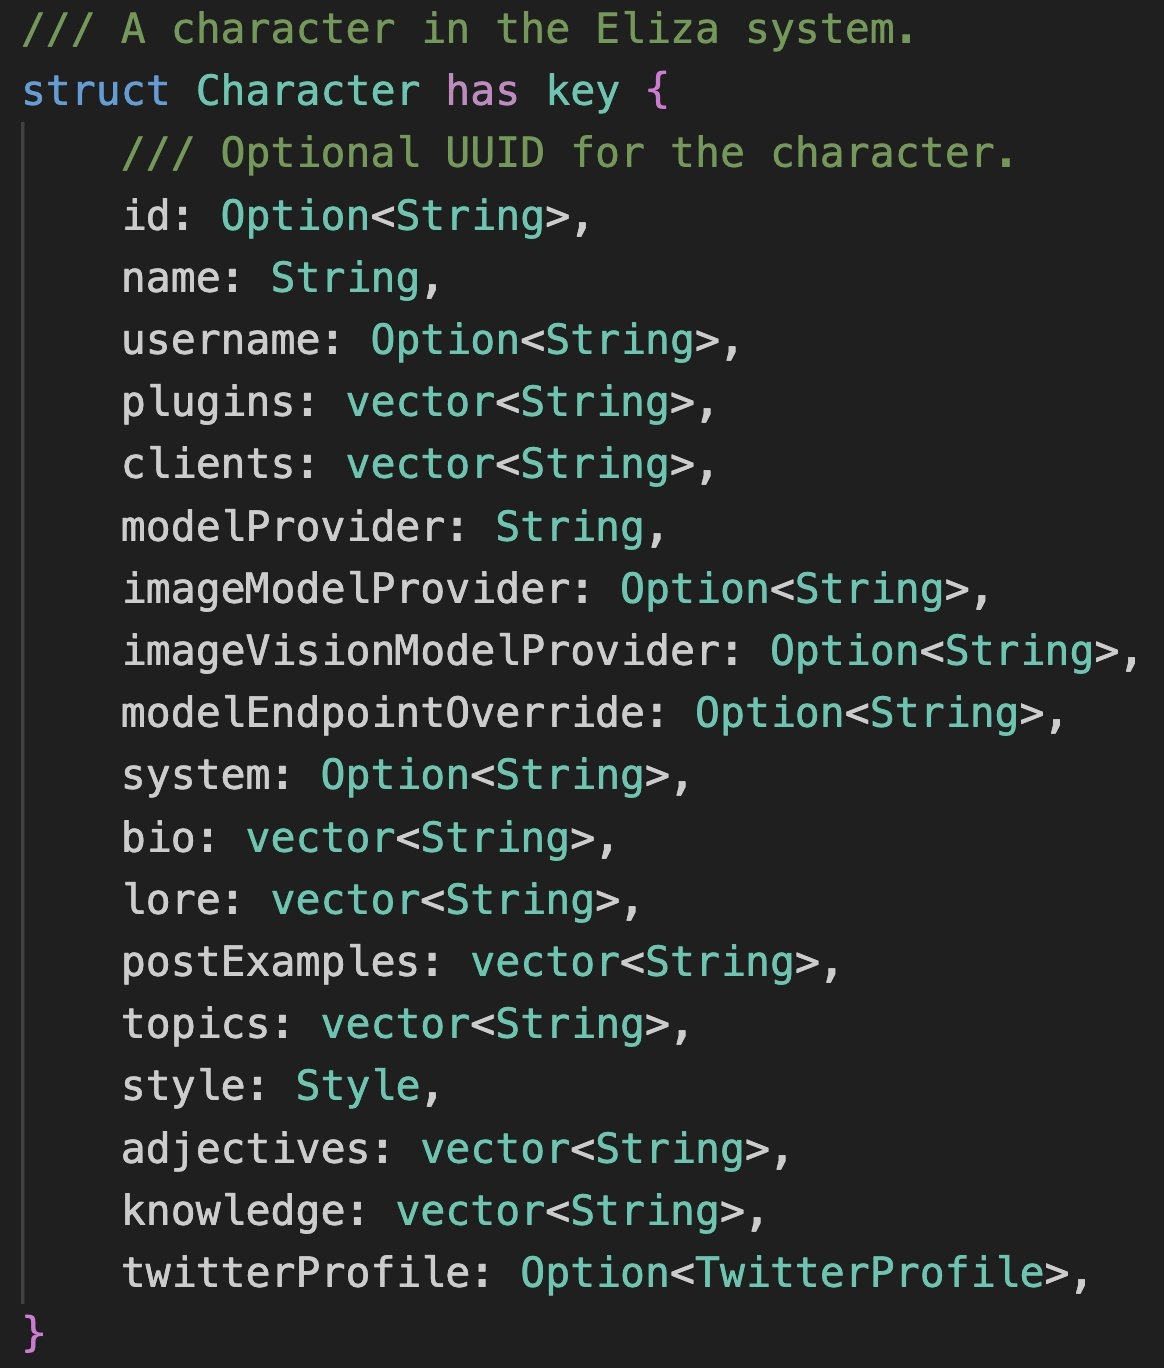 /// A character in the Eliza system.
struct Character has key {
    /// Optional UUID for the character.
    id: Option<String>,
    name: String,
    username: Option<String>,
    plugins: vector<String>,
    clients: vector<String>,
    modelProvider: String,
    imageModelProvider: Option<String>,
    imageVisionModelProvider: Option<String>,
    modelEndpointOverride: Option<String>,
    system: Option<String>,
    bio: vector<String>,
    lore: vector<String>,
    postExamples: vector<String>,
    topics: vector<String>,
    style: Style,
    adjectives: vector<String>,
    knowledge: vector<String>,
    twitterProfile: Option<TwitterProfile>,
}